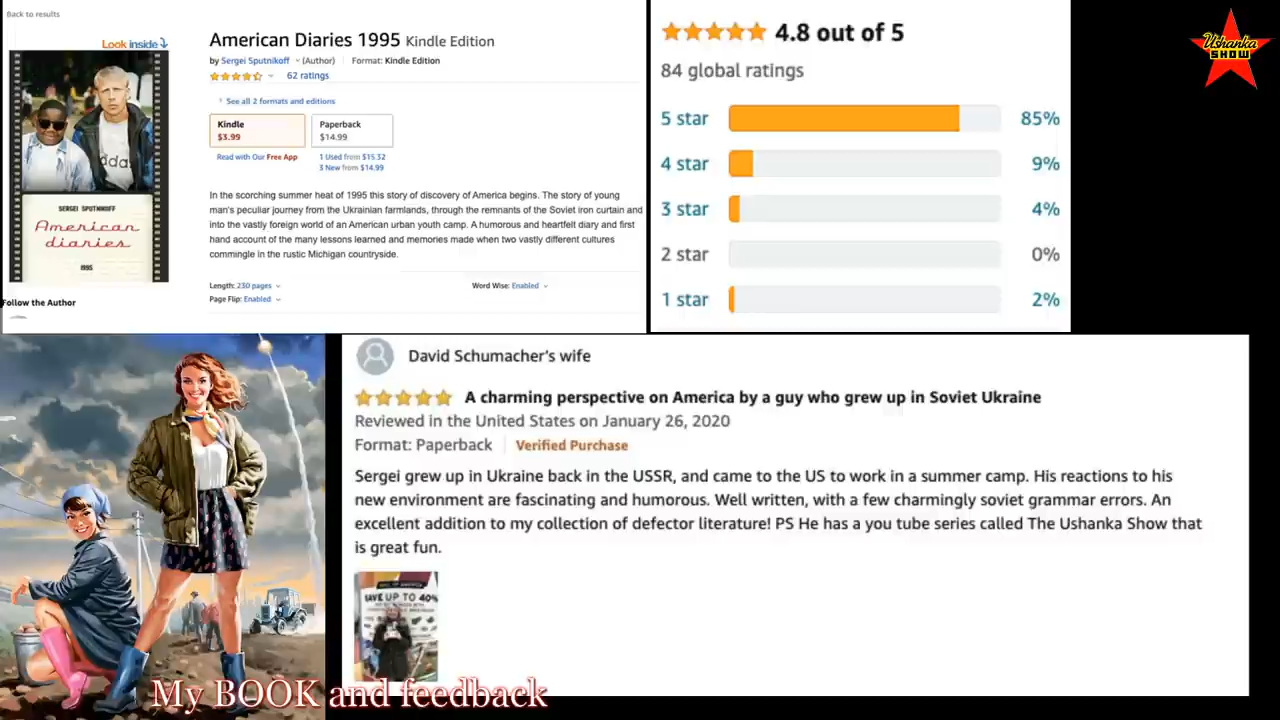 Back to results
Look inside
American Diaries 1995 Kindle Edition
by Sergei Sputnikoff (Author) Format: Kindle Edition
62 ratings
See all 2 formats and editions
Kindle
$3.99
Paperback
$14.99
Read with Our Free App
1 Used from $15.32
3 New from $14.99
In the scorching summer heat of 1995 this story of discovery of America begins. The story of young
man's peculiar journey from the Ukrainian farmlands, through the remnants of the Soviet iron curtain and
into the vastly foreign world of an American urban youth camp. A humorous and heartfelt diary and first
hand account of the many lessons learned and memories made when two vastly different cultures
commingle in the rustic Michigan countryside.
Length: 230 pages
Word Wise: Enabled
Page Flip: Enabled
adidas
SERGEI SPUTNIKOFF
American
diaries
1995
Follow the Author
4.8 out of 5
84 global ratings
5 star 85%
4 star 9%
3 star 4%
2 star 0%
1 star 2%
Ushanka
SHOW
David Schumacher's wife
A charming perspective on America by a guy who grew up in Soviet Ukraine
Reviewed in the United States on January 26, 2020
Format: Paperback Verified Purchase
Sergei grew up in Ukraine back in the USSR, and came to the US to work in a summer camp. His reactions to his
new environment are fascinating and humorous. Well written, with a few charmingly soviet grammar errors. An
excellent addition to my collection of defector literature! PS He has a you tube series called The Ushanka Show that
is great fun.
SAVE UP TO 40%
My BOOK and feedback